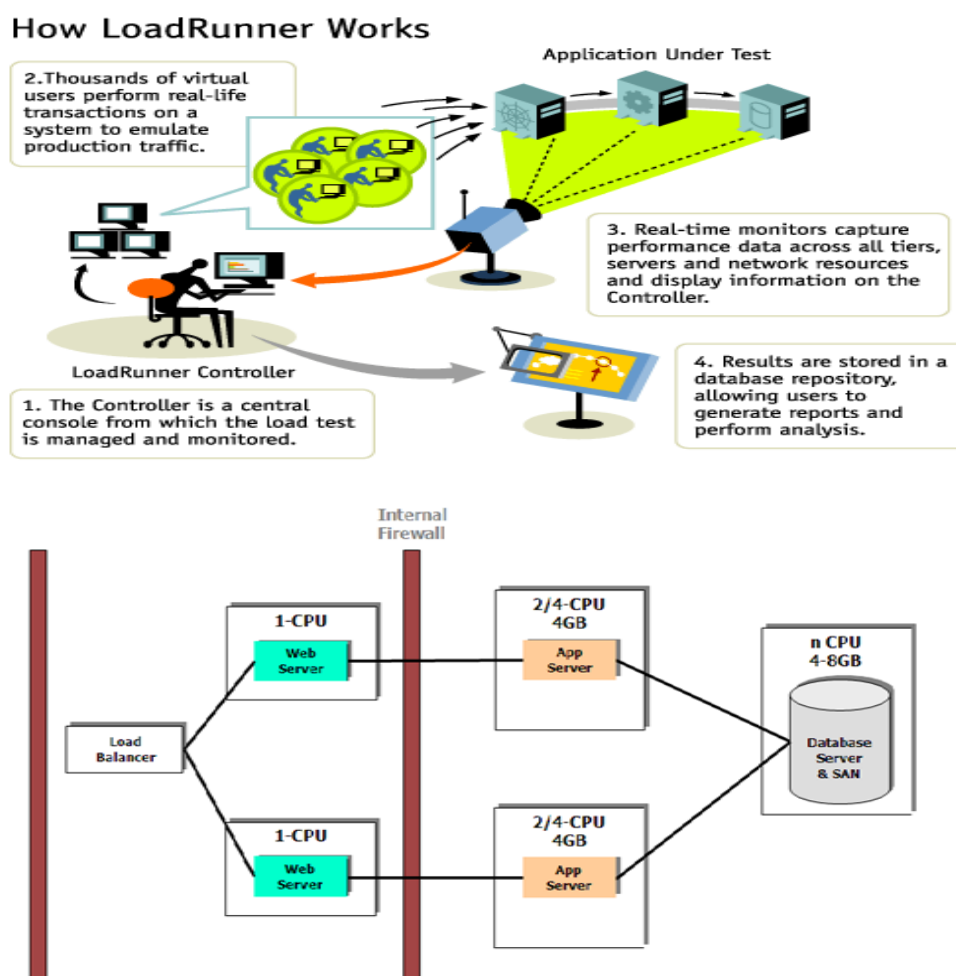 How LoadRunner Works
Application Under Test
2.Thousands of virtual
users perform real-life
transactions on a
system to emulate
production traffic.
3. Real-time monitors capture
performance data across all tiers,
servers and network resources
and display information on the
Controller.
LoadRunner Controller
1. The Controller is a central
console from which the load test
is managed and monitored.
4. Results are stored in a
database repository,
allowing users to
generate reports and
perform analysis.
Internal
Firewall
1-CPU
Web
Server
2/4-CPU
4GB
App
Server
n CPU
4-8GB
Database
Server
& SAN
Load
Balancer
1-CPU
Web
Server
2/4-CPU
4GB
App
Server